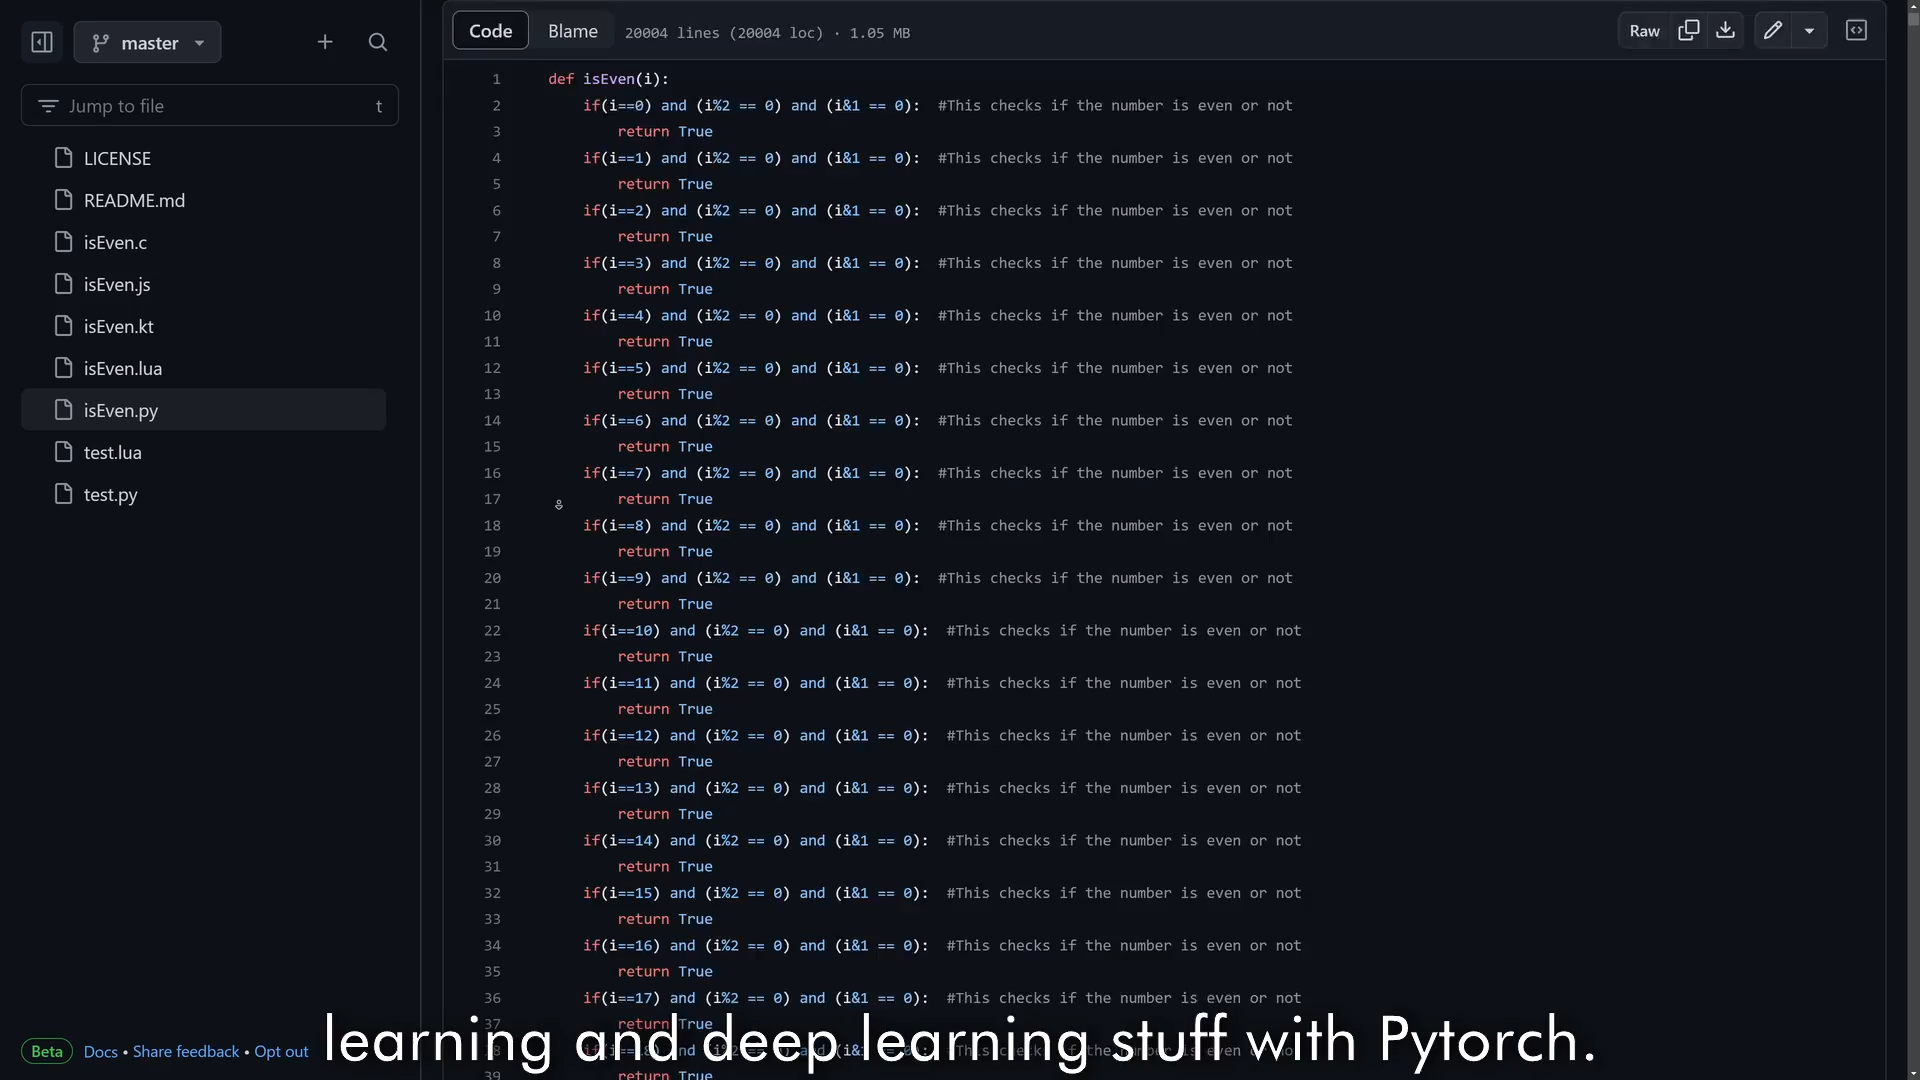 master
Jump to file
t
LICENSE
README.md
isEven.c
isEven.js
isEven.kt
isEven.lua
isEven.py
test.lua
test.py
Beta Docs • Share feedback • Opt out
Code Blame 20004 lines (20004 loc) · 1.05 MB Raw
1 def isEven(i):
2 if(i==0) and (i%2 == 0) and (i&1 == 0): #This checks if the number is even or not
3 return True
4 if(i==1) and (i%2 == 0) and (i&1 == 0): #This checks if the number is even or not
5 return True
6 if(i==2) and (i%2 == 0) and (i&1 == 0): #This checks if the number is even or not
7 return True
8 if(i==3) and (i%2 == 0) and (i&1 == 0): #This checks if the number is even or not
9 return True
10 if(i==4) and (i%2 == 0) and (i&1 == 0): #This checks if the number is even or not
11 return True
12 if(i==5) and (i%2 == 0) and (i&1 == 0): #This checks if the number is even or not
13 return True
14 if(i==6) and (i%2 == 0) and (i&1 == 0): #This checks if the number is even or not
15 return True
16 if(i==7) and (i%2 == 0) and (i&1 == 0): #This checks if the number is even or not
17 return True
18 if(i==8) and (i%2 == 0) and (i&1 == 0): #This checks if the number is even or not
19 return True
20 if(i==9) and (i%2 == 0) and (i&1 == 0): #This checks if the number is even or not
21 return True
22 if(i==10) and (i%2 == 0) and (i&1 == 0): #This checks if the number is even or not
23 return True
24 if(i==11) and (i%2 == 0) and (i&1 == 0): #This checks if the number is even or not
25 return True
26 if(i==12) and (i%2 == 0) and (i&1 == 0): #This checks if the number is even or not
27 return True
28 if(i==13) and (i%2 == 0) and (i&1 == 0): #This checks if the number is even or not
29 return True
30 if(i==14) and (i%2 == 0) and (i&1 == 0): #This checks if the number is even or not
31 return True
32 if(i==15) and (i%2 == 0) and (i&1 == 0): #This checks if the number is even or not
33 return True
34 if(i==16) and (i%2 == 0) and (i&1 == 0): #This checks if the number is even or not
35 return True
36 if(i==17) and (i%2 == 0) and (i&1 == 0): #This checks if the number is even or not
37 return True
learning and deep learning stuff with Pytorch.
39 return True